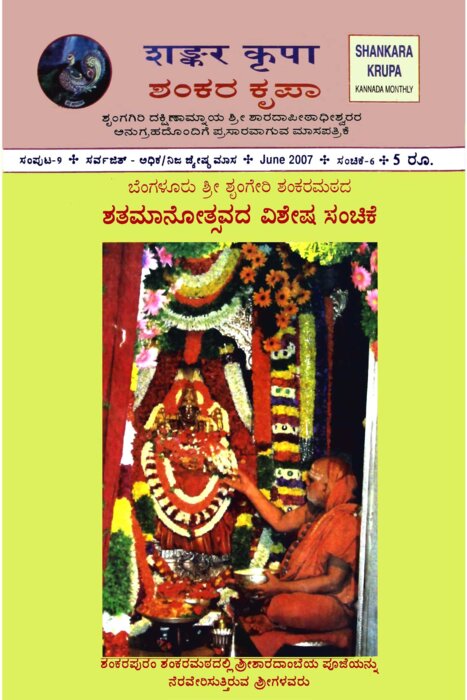 शङ्कर कृपा
ಶಂಕರ ಕೃಪಾ
SHANKARA
KRUPA
KANNADA MONTHLY
ಶೃಂಗಗಿರಿ ದಕ್ಷಿಣಾಮ್ನಾಯ ಶ್ರೀ ಶಾರದಾಪೀಠಾಧೀಶ್ವರರ
ಅನುಗ್ರಹದೊಂದಿಗೆ ಪ್ರಸಾರವಾಗುವ ಮಾಸಪತ್ರಿಕೆ
ಸಂಪುಟ-9 ✤ ಸರ್ವಜಿತ್ - ಅಧಿಕ/ನಿಜ ಜ್ಯೇಷ್ಠ ಮಾಸ ✤ June 2007 ✤ ಸಂಚಿಕೆ-6 ✤ 5 ರೂ.
ಬೆಂಗಳೂರು ಶ್ರೀ ಶೃಂಗೇರಿ ಶಂಕರಮಠದ
ಶತಮಾನೋತ್ಸವದ ವಿಶೇಷ ಸಂಚಿಕೆ
ಶಂಕರಪುರಂ ಶಂಕರಮಠದಲ್ಲಿ ಶ್ರೀಶಾರದಾಂಬೆಯ ಪೂಜೆಯನ್ನು
ನೆರವೇರಿಸುತ್ತಿರುವ ಶ್ರೀಗಳವರು